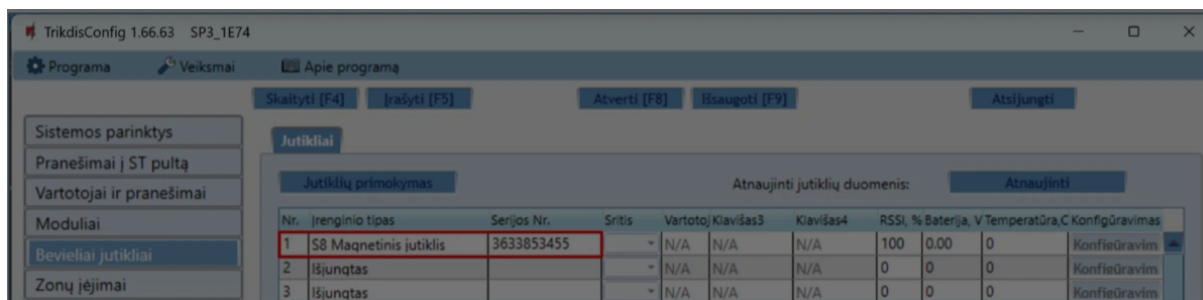 TrikdisConfig 1.66.63 SP3_1E74
Programa Veiksmai Apie programą
Skaityti [F4] Įrašyti [F5] Atverti [F8] Išsaugoti [F9] Atsijungti
Sistemos parinktys
Pranešimai į ST pultą
Vartotojai ir pranešimai
Moduliai
Bevieliai jutikliai
Zonų įėjimai
Jutikliai
Jutiklių primokymas Atnaujinti jutiklių duomenis: Atnaujinti
Nr. Įrenginio tipas Serijos Nr. Sritis Vartotoj Klavišas3 Klavišas4 RSSI, % Baterija, V Temperatūra,C Konfigūravimas
1 S8 Magnetinis jutiklis 3633853455 N/A N/A N/A 100 0.00 0 Konfigūravim
2 Išjungtas N/A N/A N/A 0 0 0 Konfigūravim
3 Išjungtas N/A N/A N/A 0 0 0 Konfigūravim